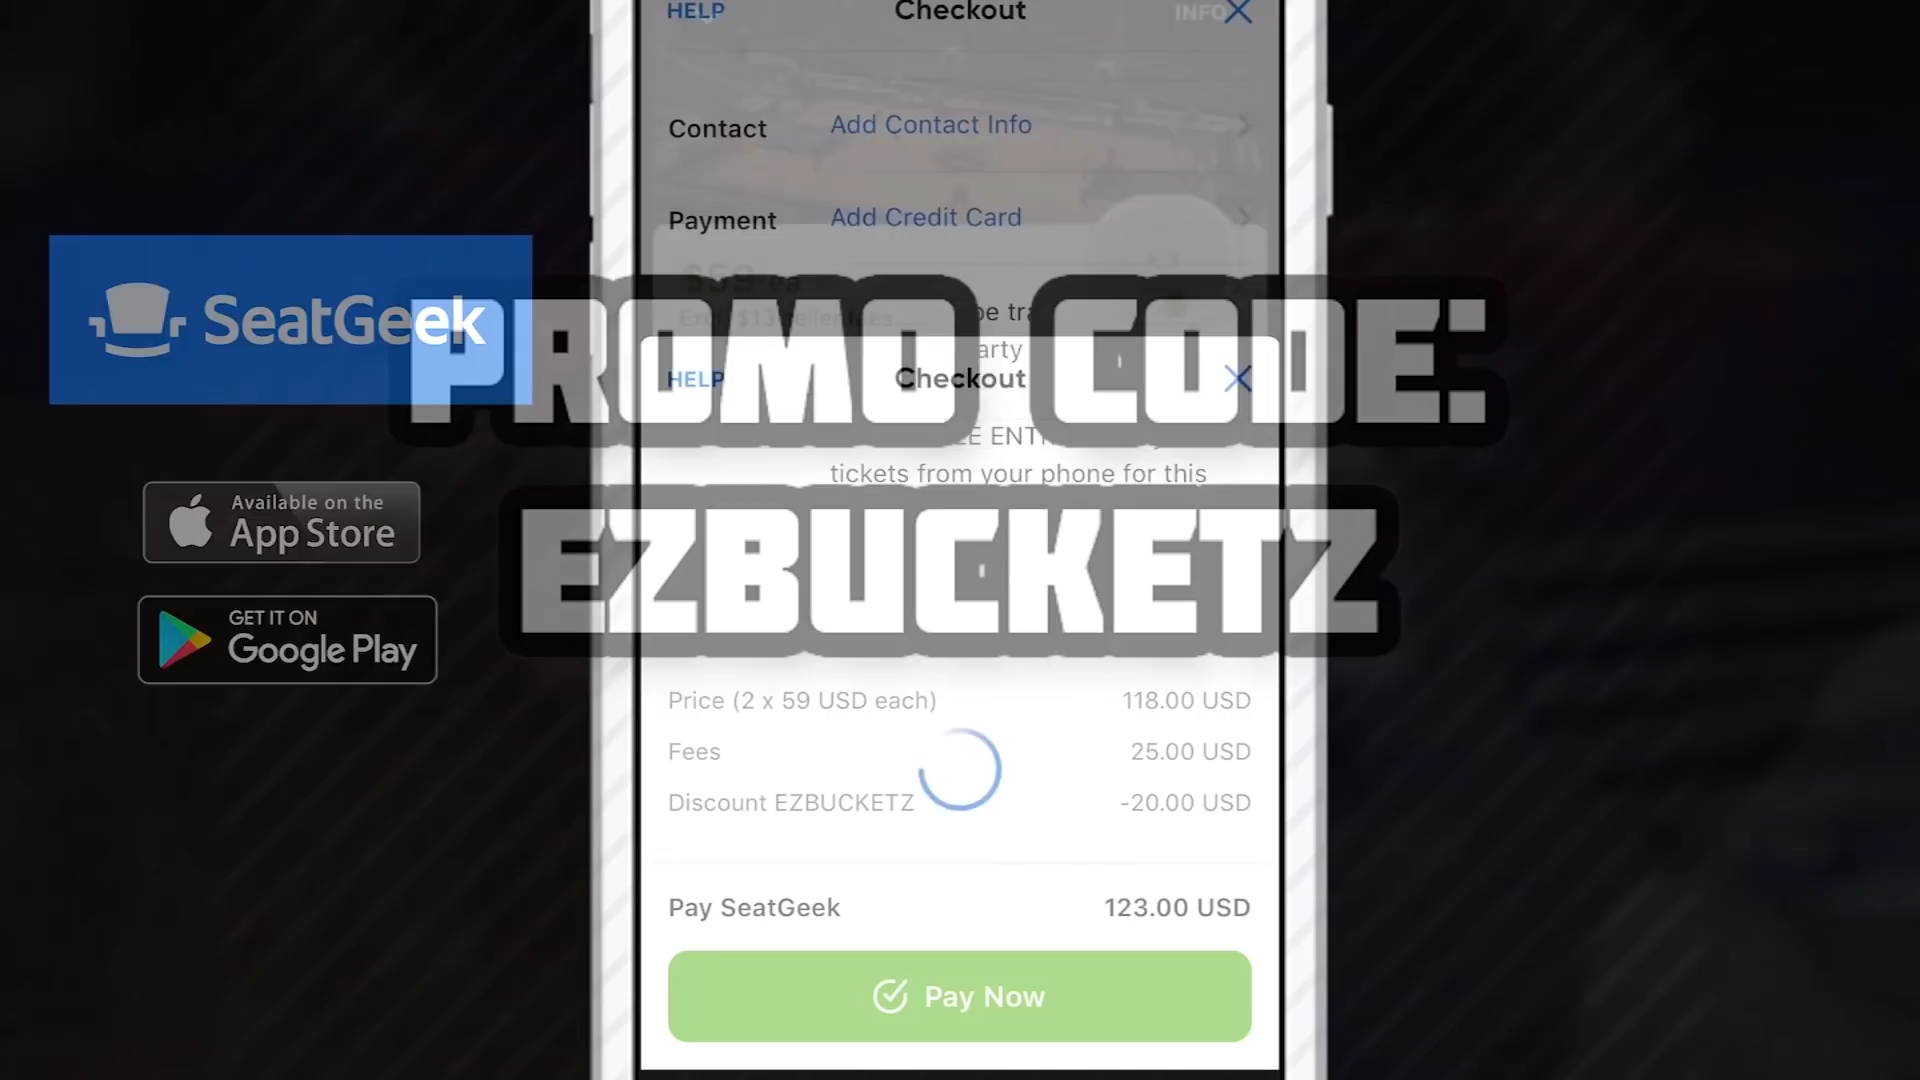 HELP Checkout INFO
Contact Add Contact Info
Payment Add Credit Card
SeatGeek
PROMO CODE:
HELP Checkout
tickets from your phone for this
EZBUCKETZ
Available on the
App Store
GET IT ON
Google Play
Price (2 x 59 USD each) 118.00 USD
Fees 25.00 USD
Discount EZBUCKETZ -20.00 USD
Pay SeatGeek 123.00 USD
Pay Now